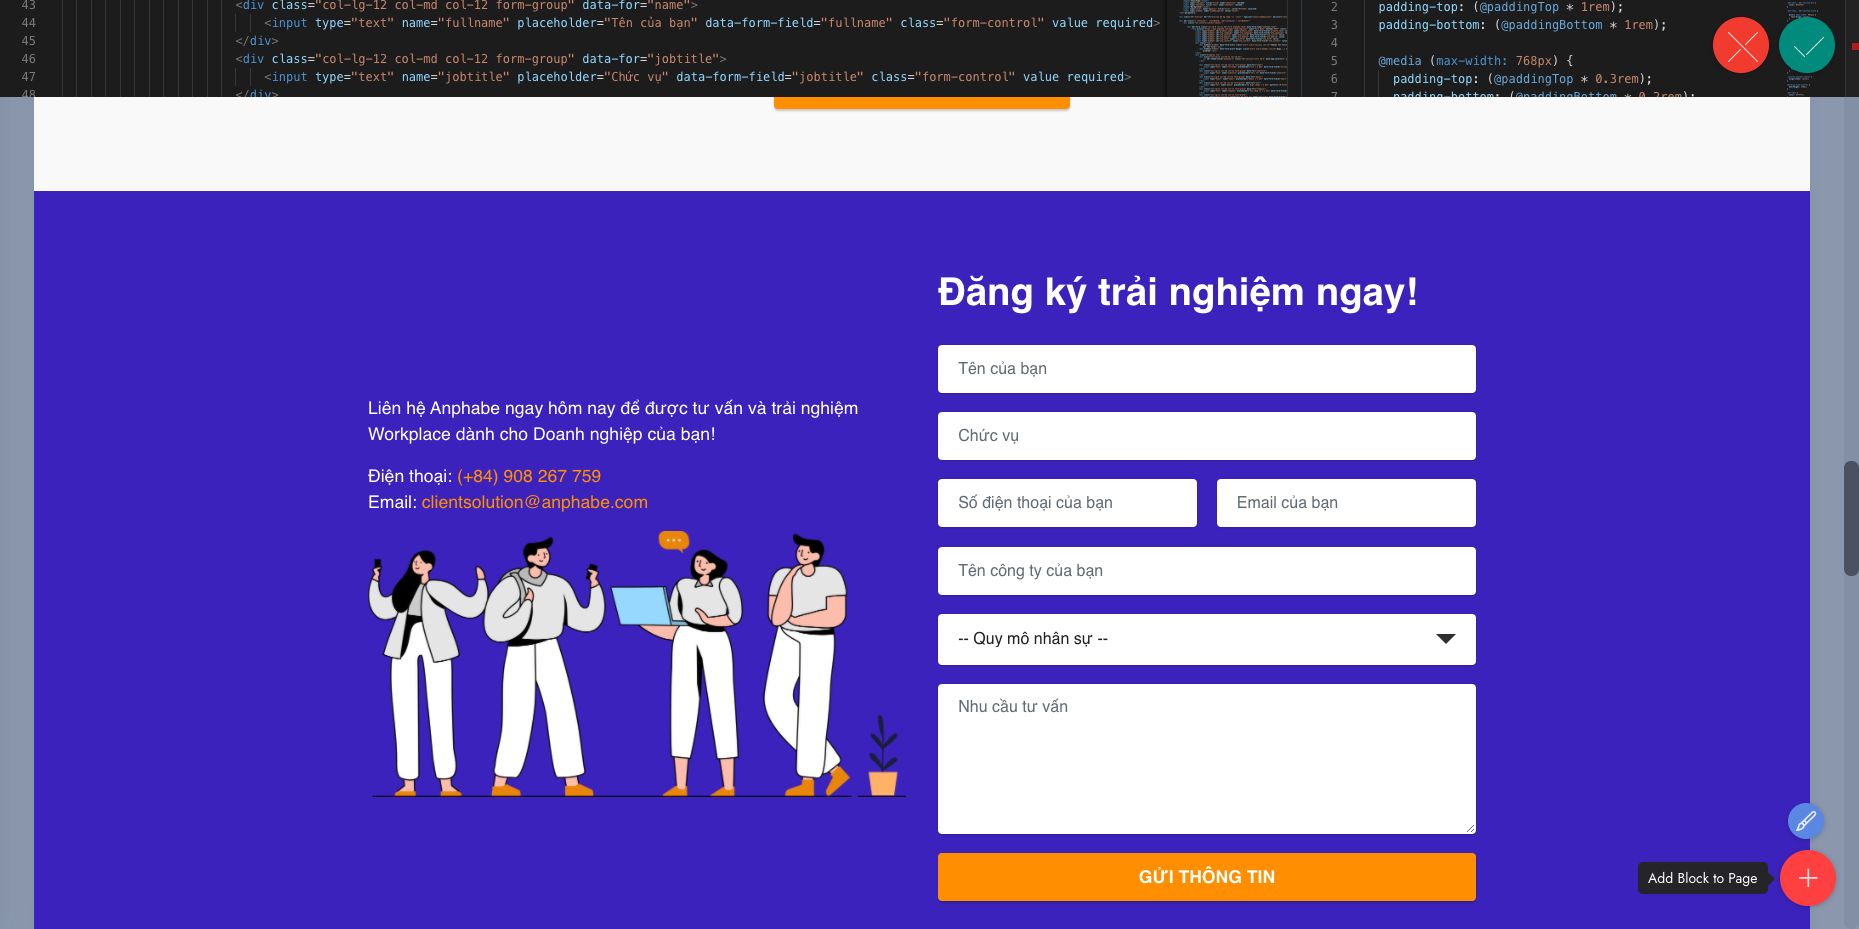 43 <div class="col-lg-12 col-md col-12 form-group" data-for="name">
44 <input type="text" name="fullname" placeholder="Tên của bạn" data-form-field="fullname" class="form-control" value required>
45 </div>
46 <div class="col-lg-12 col-md col-12 form-group" data-for="jobtitle">
47 <input type="text" name="jobtitle" placeholder="Chức vụ" data-form-field="jobtitle" class="form-control" value required>
48 </div>
2 padding-top: (@paddingTop * 1rem);
3 padding-bottom: (@paddingBottom * 1rem);
4
5 @media (max-width: 768px) {
6 padding-top: (@paddingTop * 0.3rem);
7 padding-bottom: (@paddingBottom * 0.2rem);
Đăng ký trải nghiệm ngay!
Liên hệ Anphabe ngay hôm nay để được tư vấn và trải nghiệm
Workplace dành cho Doanh nghiệp của bạn!
Điện thoại: (+84) 908 267 759
Email: clientsolution@anphabe.com
Tên của bạn
Chức vụ
Số điện thoại của bạn
Email của bạn
Tên công ty của bạn
-- Quy mô nhân sự --
Nhu cầu tư vấn
GỬI THÔNG TIN
Add Block to Page